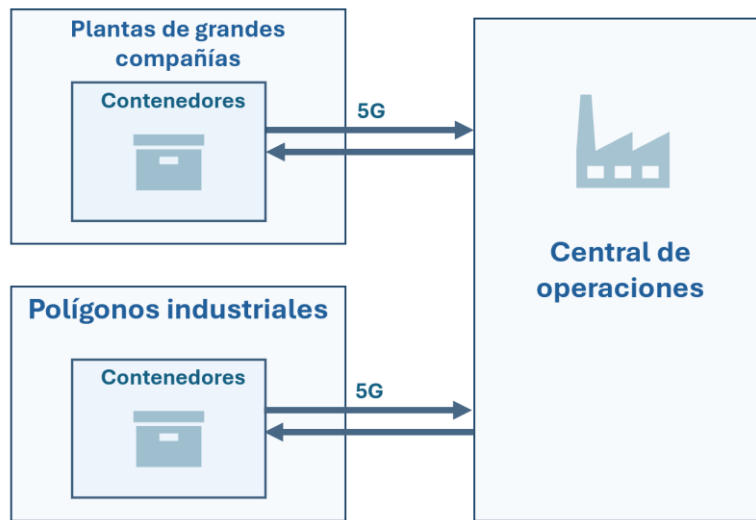 Plantas de grandes
compañías
Contenedores
5G
Central de
operaciones
Polígonos industriales
Contenedores
5G